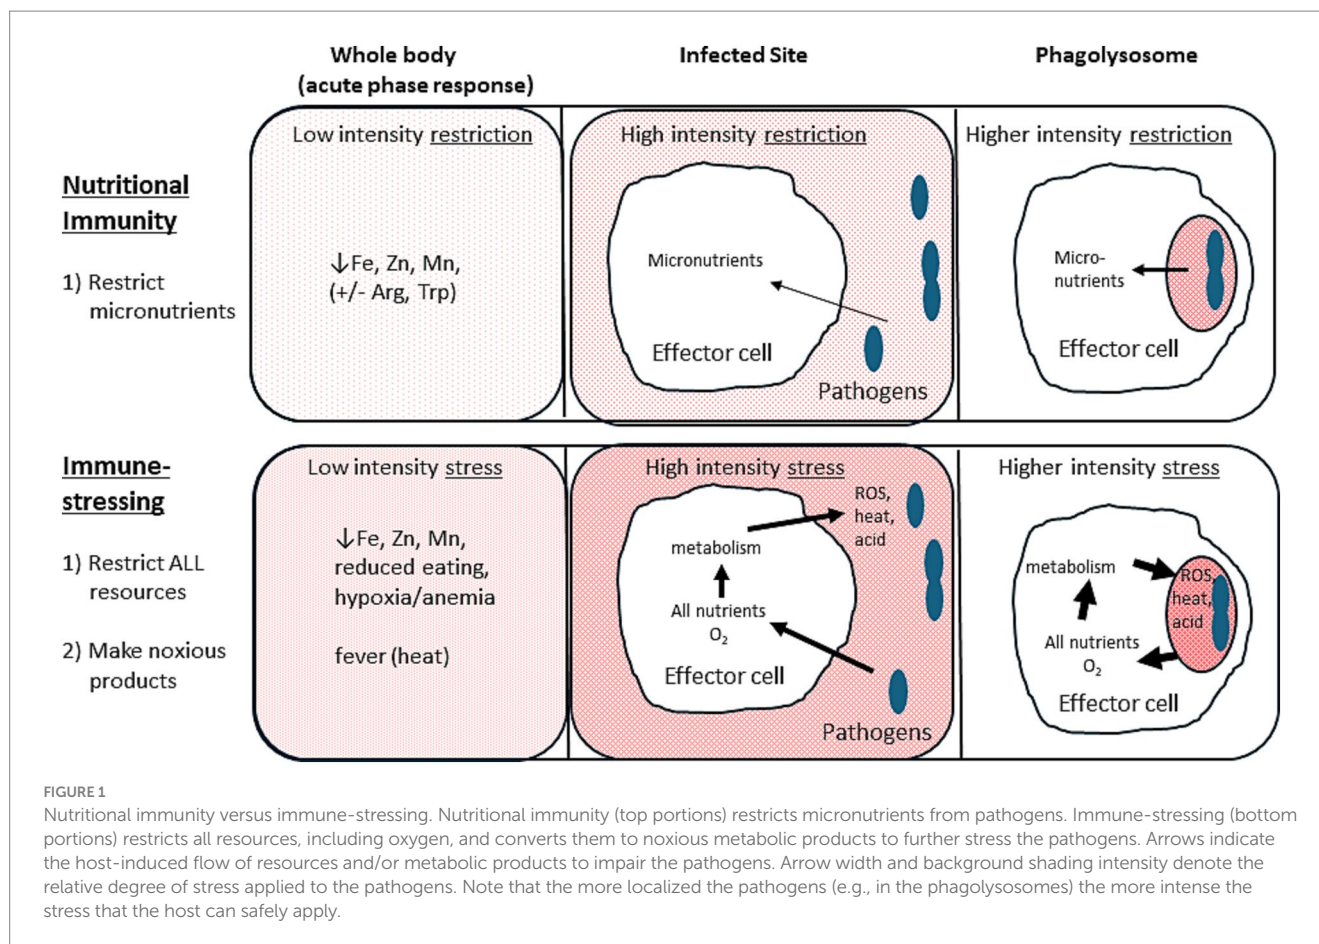 Whole body
(acute phase response)
Infected Site
Phagolysosome
Nutritional
Immunity
1) Restrict
micronutrients
Low intensity restriction
↓Fe, Zn, Mn,
(+/- Arg, Trp)
High intensity restriction
Micronutrients
Effector cell
Pathogens
Higher intensity restriction
Micro-
nutrients
Effector cell
Immune-
stressing
1) Restrict ALL
resources
2) Make noxious
products
Low intensity stress
↓Fe, Zn, Mn,
reduced eating,
hypoxia/anemia
fever (heat)
High intensity stress
ROS,
heat,
acid
metabolism
All nutrients
O₂
Effector cell
Pathogens
Higher intensity stress
metabolism
ROS,
heat,
acid
All nutrients
O₂
Effector cell
FIGURE 1
Nutritional immunity versus immune-stressing. Nutritional immunity (top portions) restricts micronutrients from pathogens. Immune-stressing (bottom
portions) restricts all resources, including oxygen, and converts them to noxious metabolic products to further stress the pathogens. Arrows indicate
the host-induced flow of resources and/or metabolic products to impair the pathogens. Arrow width and background shading intensity denote the
relative degree of stress applied to the pathogens. Note that the more localized the pathogens (e.g., in the phagolysosomes) the more intense the
stress that the host can safely apply.